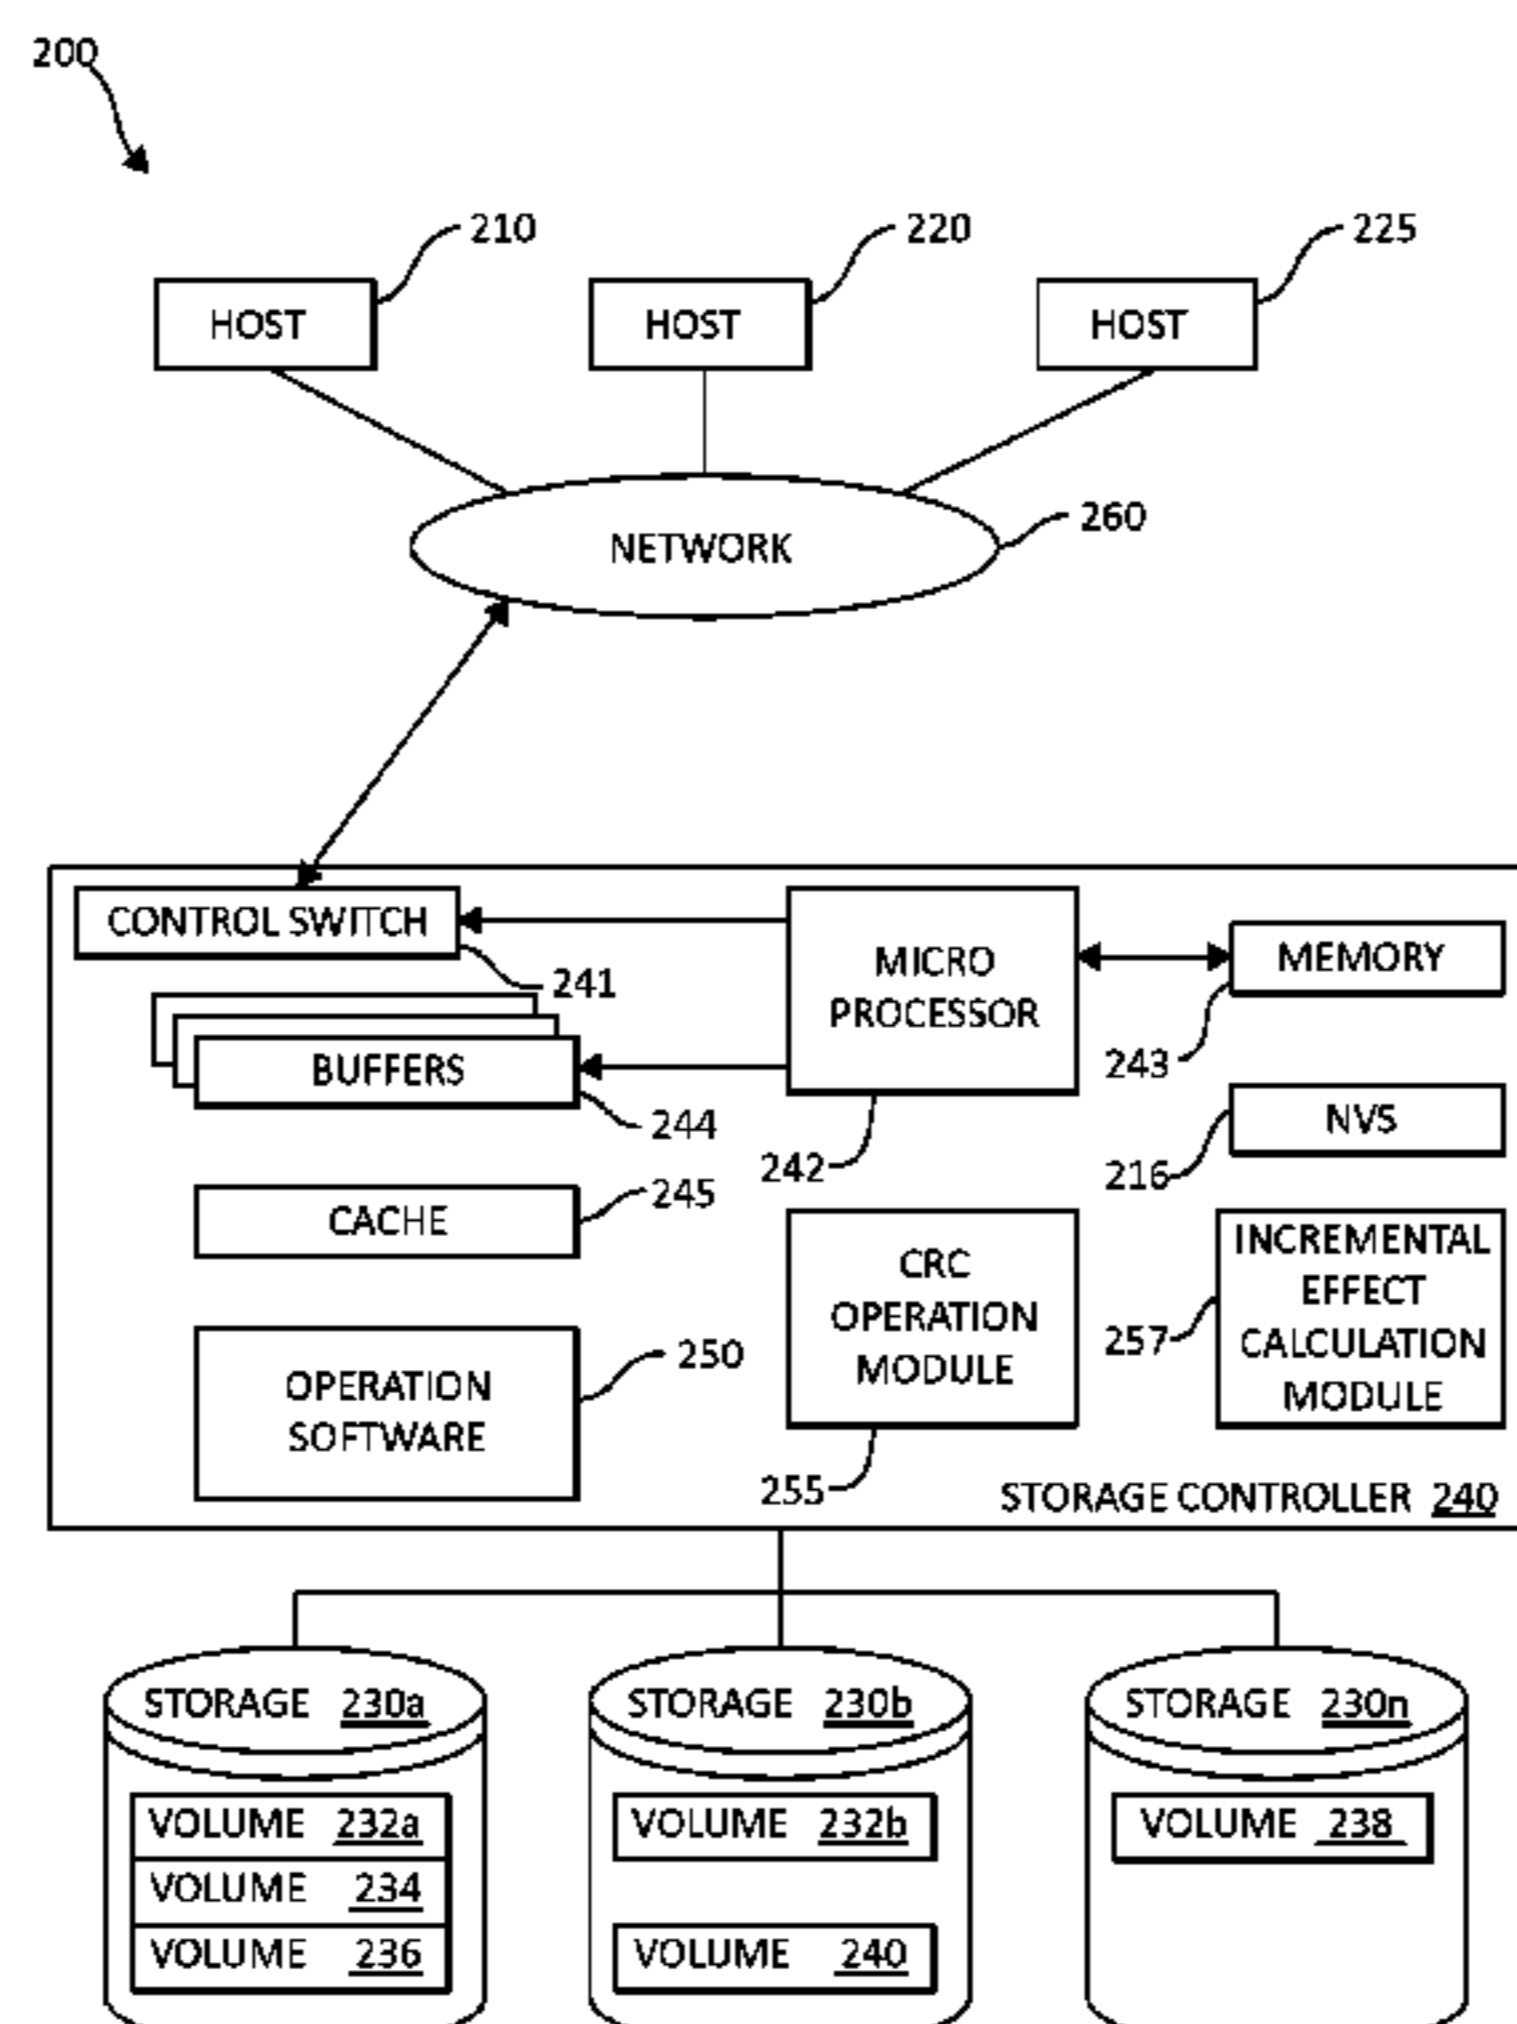 200
210
220
225
HOST
HOST
HOST
260
NETWORK
CONTROL SWITCH
241
MICRO
PROCESSOR
MEMORY
243
BUFFERS
244
242
NVS
216
CACHE
245
CRC
OPERATION
MODULE
255
INCREMENTAL
EFFECT
CALCULATION
MODULE
257
OPERATION
SOFTWARE
250
STORAGE CONTROLLER 240
STORAGE 230a
STORAGE 230b
STORAGE 230n
VOLUME 232a
VOLUME 234
VOLUME 236
VOLUME 232b
VOLUME 240
VOLUME 238